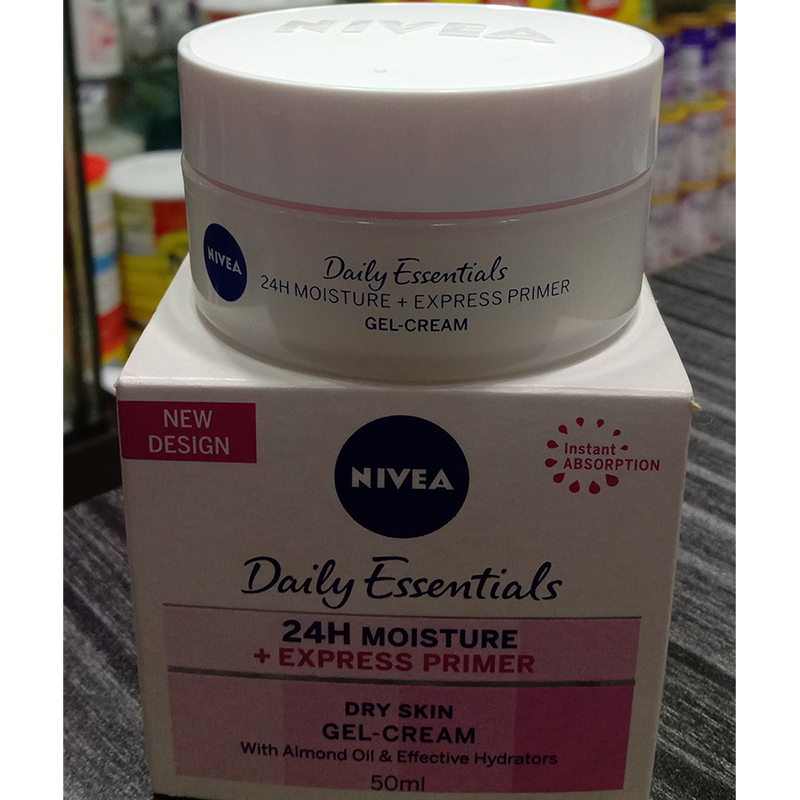 NIVEA
NIVEA
Daily Essentials
24H MOISTURE + EXPRESS PRIMER
GEL-CREAM
NEW
DESIGN
NIVEA
Instant
ABSORPTION
Daily Essentials
24H MOISTURE
+ EXPRESS PRIMER
DRY SKIN
GEL-CREAM
With Almond Oil & Effective Hydrators
50ml